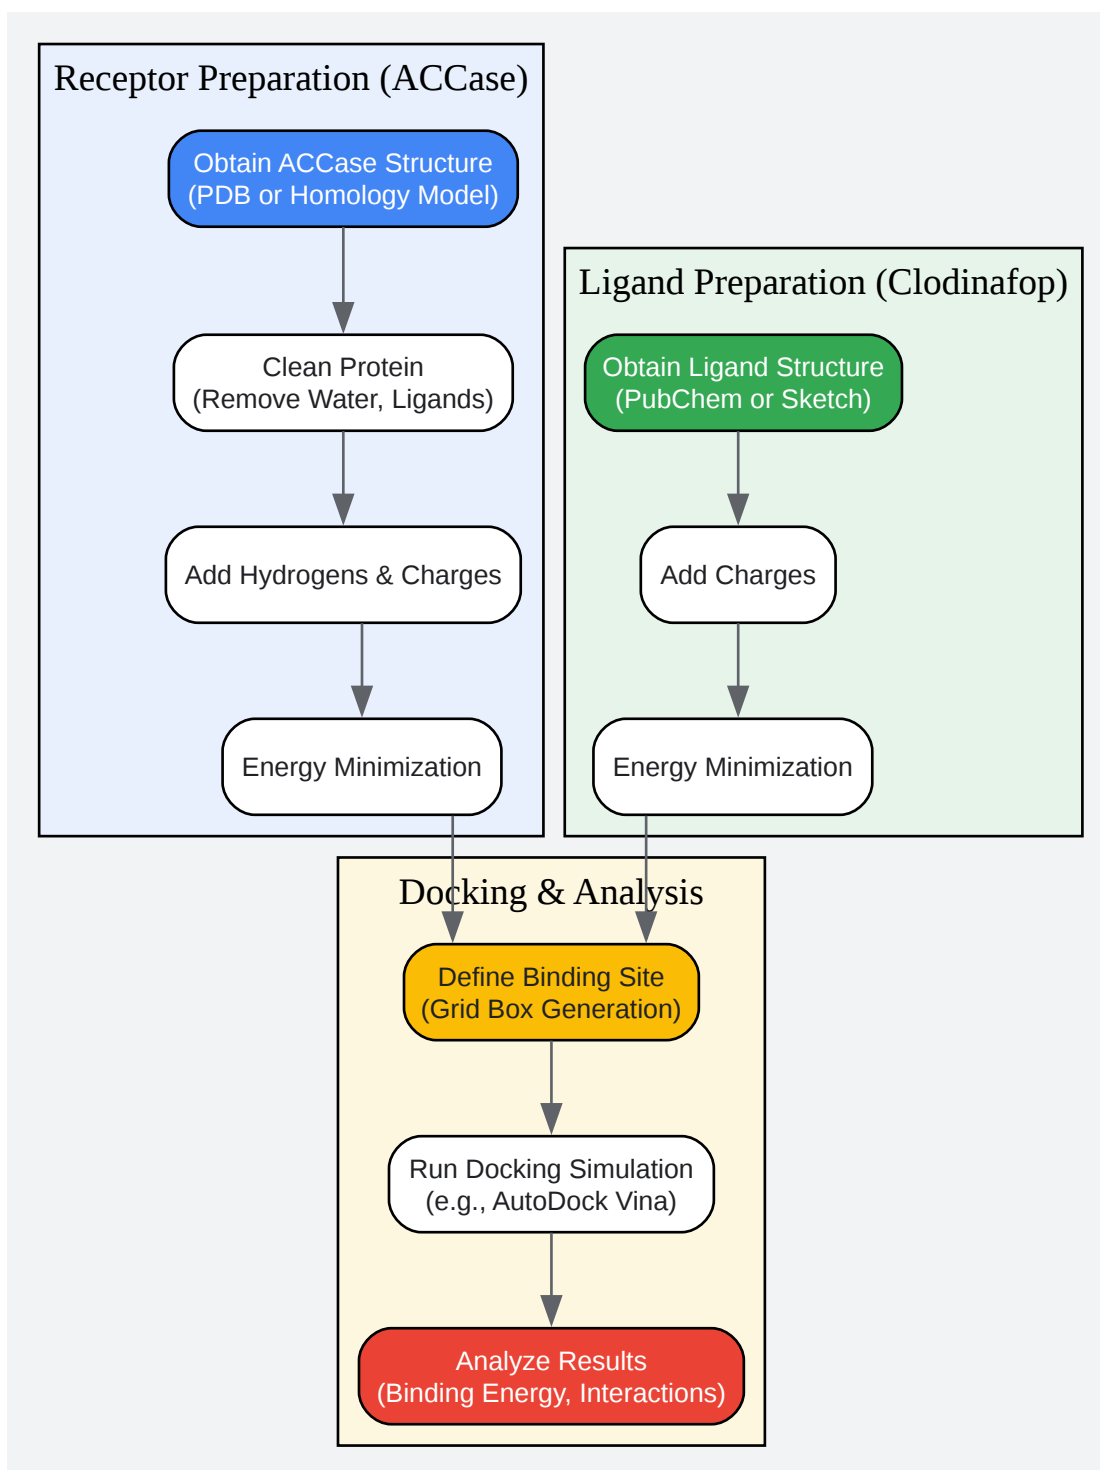 Receptor Preparation (ACCase)
Obtain ACCase Structure
(PDB or Homology Model)
Clean Protein
(Remove Water, Ligands)
Add Hydrogens & Charges
Energy Minimization
Ligand Preparation (Clodinafop)
Obtain Ligand Structure
(PubChem or Sketch)
Add Charges
Energy Minimization
Docking & Analysis
Define Binding Site
(Grid Box Generation)
Run Docking Simulation
(e.g., AutoDock Vina)
Analyze Results
(Binding Energy, Interactions)